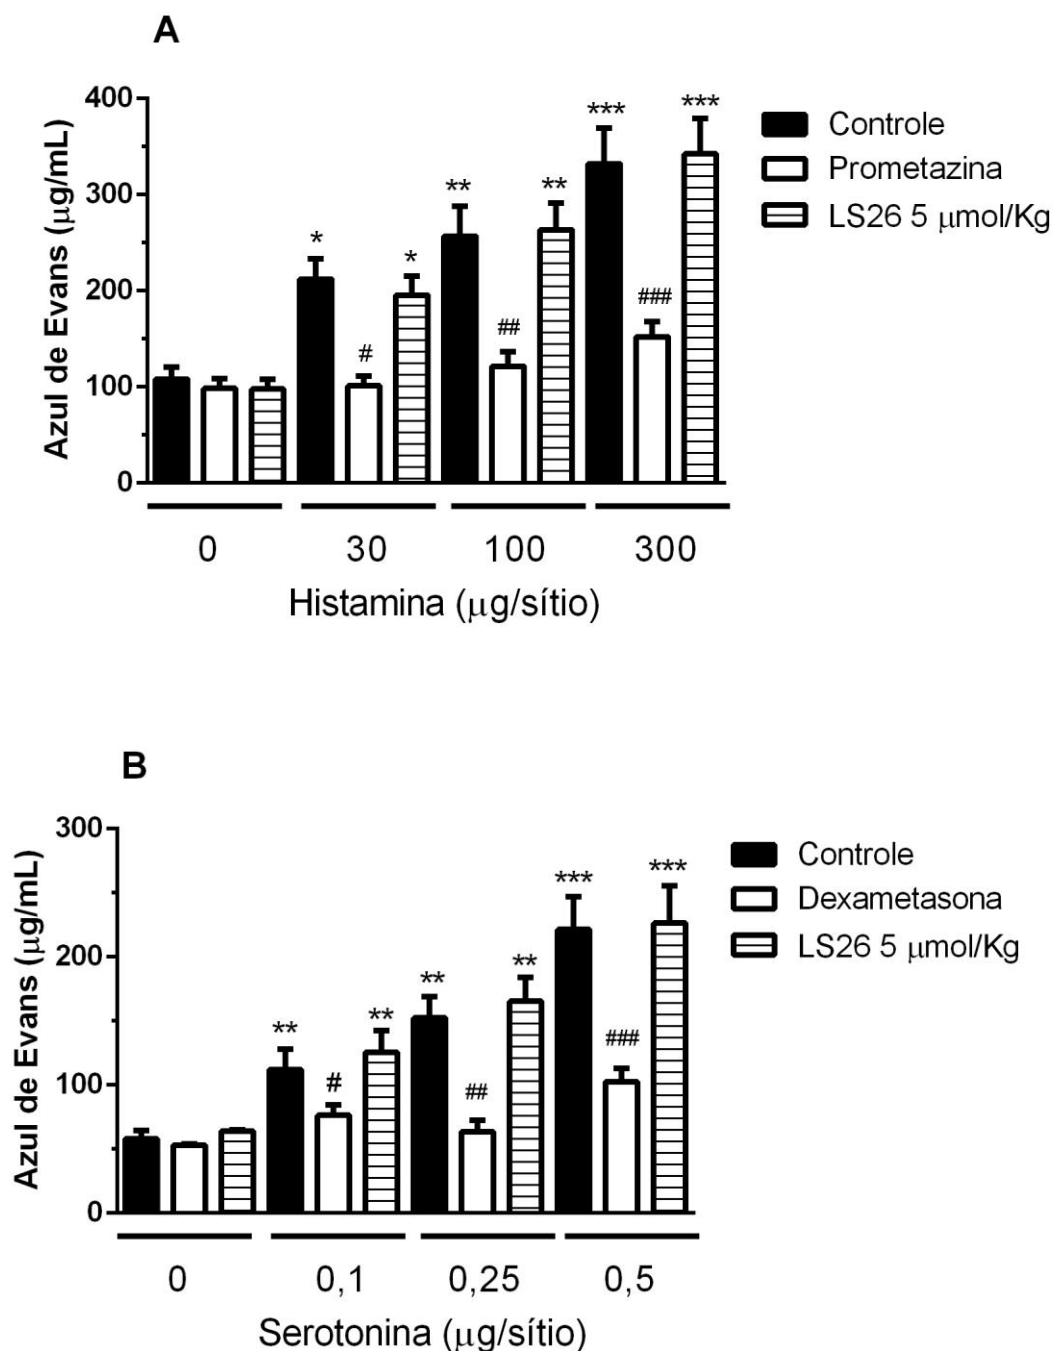 A
Azul de Evans (μg/mL)
400
300
200
100
0
* * ** ** *** ***
# ## ###
Controle
Prometazina
LS26 5 μmol/Kg
0 30 100 300
Histamina (μg/sítio)
B
Azul de Evans (μg/mL)
300
200
100
0
** ** ** ** *** ***
# ## ###
Controle
Dexametasona
LS26 5 μmol/Kg
0 0,1 0,25 0,5
Serotonina (μg/sítio)